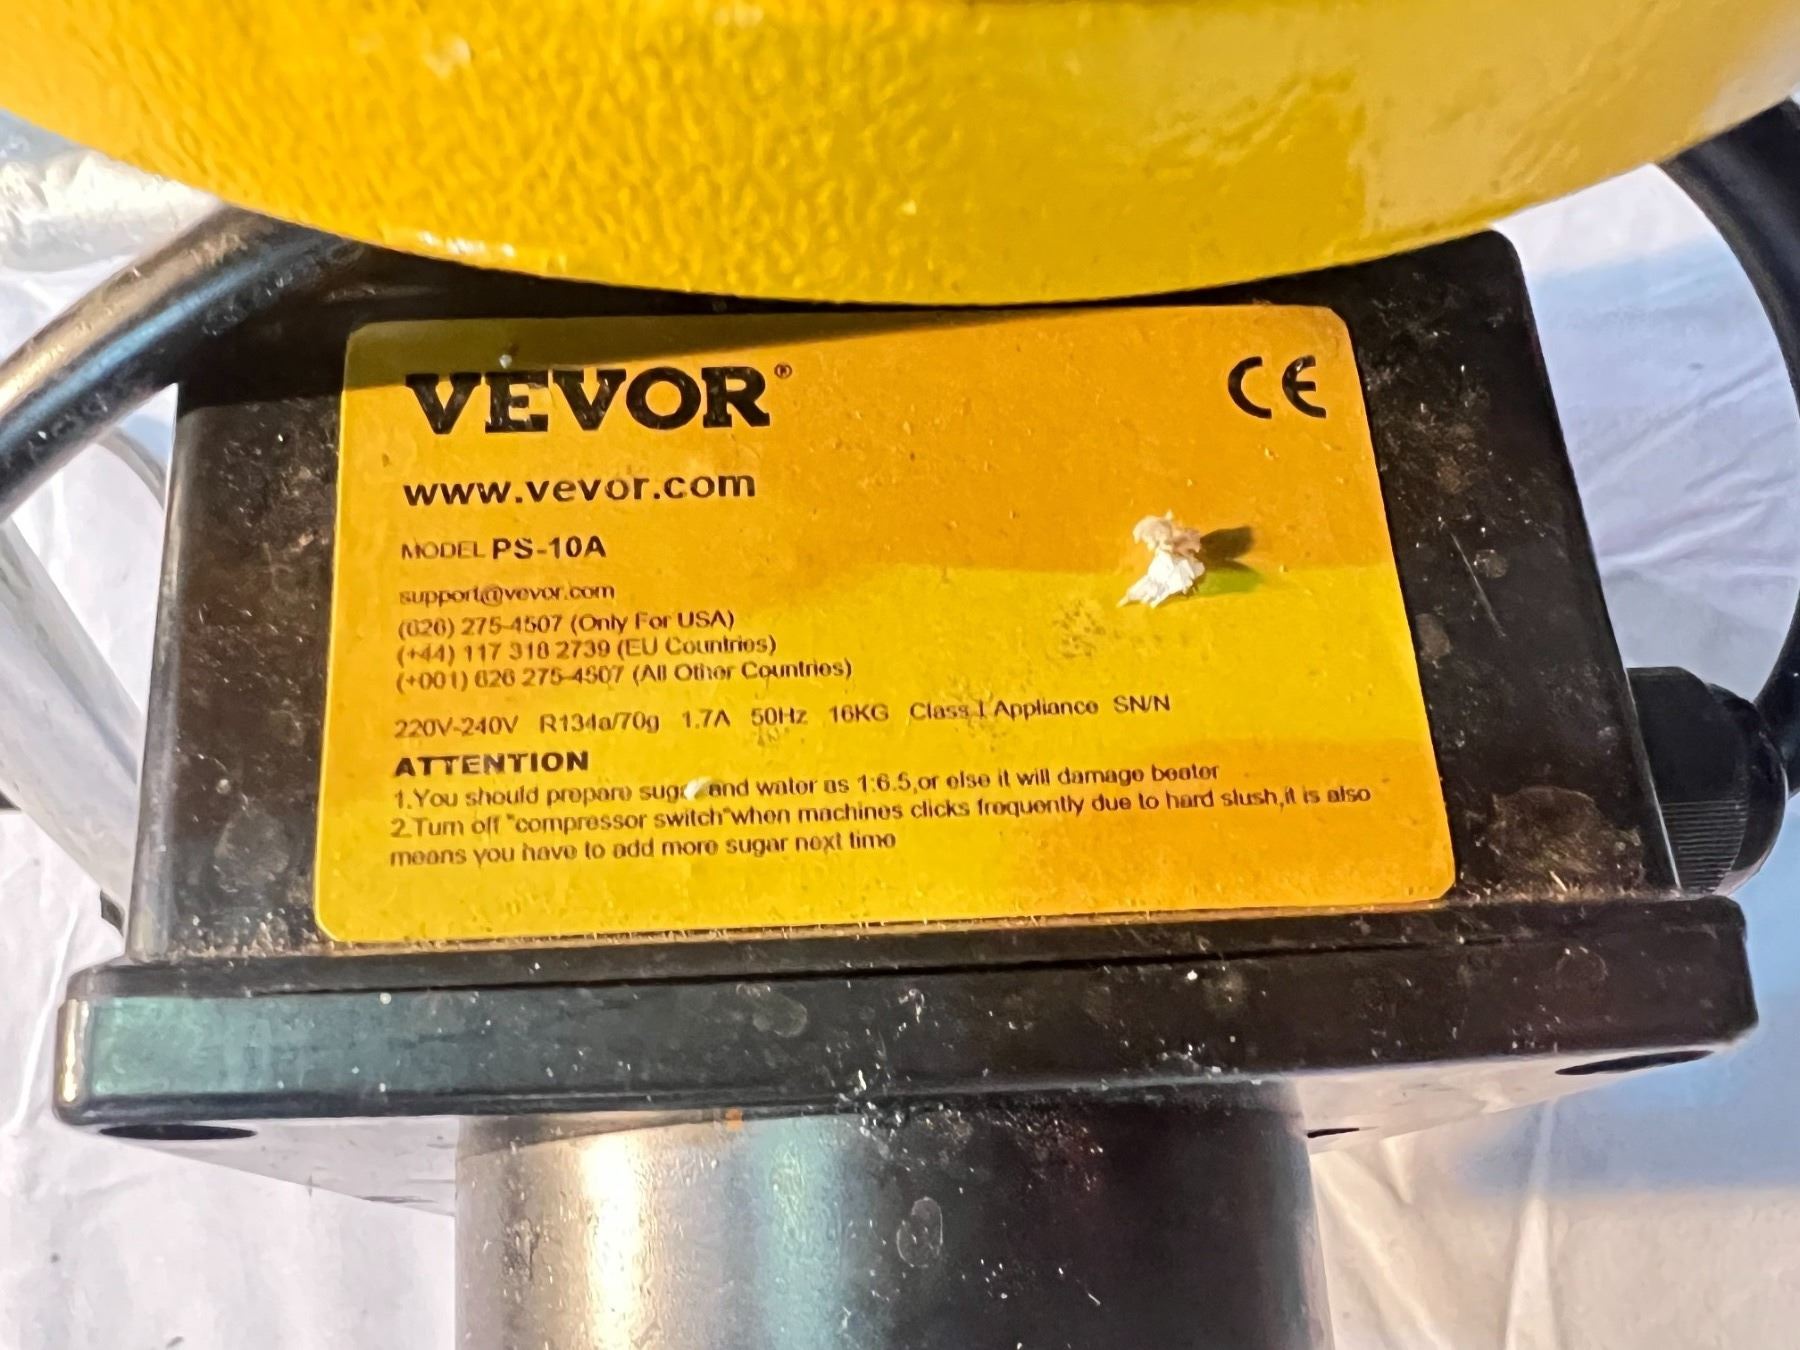 VEVOR®
CE
www.vevor.com
MODEL PS-10A
support@vevor.com
(626) 275-4507 (Only For USA)
(+44) 117 318 2739 (EU Countries)
(+001) 626 275-4507 (All Other Countries)
220V-240V R134a/70g 1.7A 50Hz 16KG Class I Appliance SN/N
ATTENTION
1.You should prepare sugar and water as 1:6.5,or else it will damage beater
2.Turn off "compressor switch"when machines clicks frequently due to hard slush,it is also
means you have to add more sugar next time